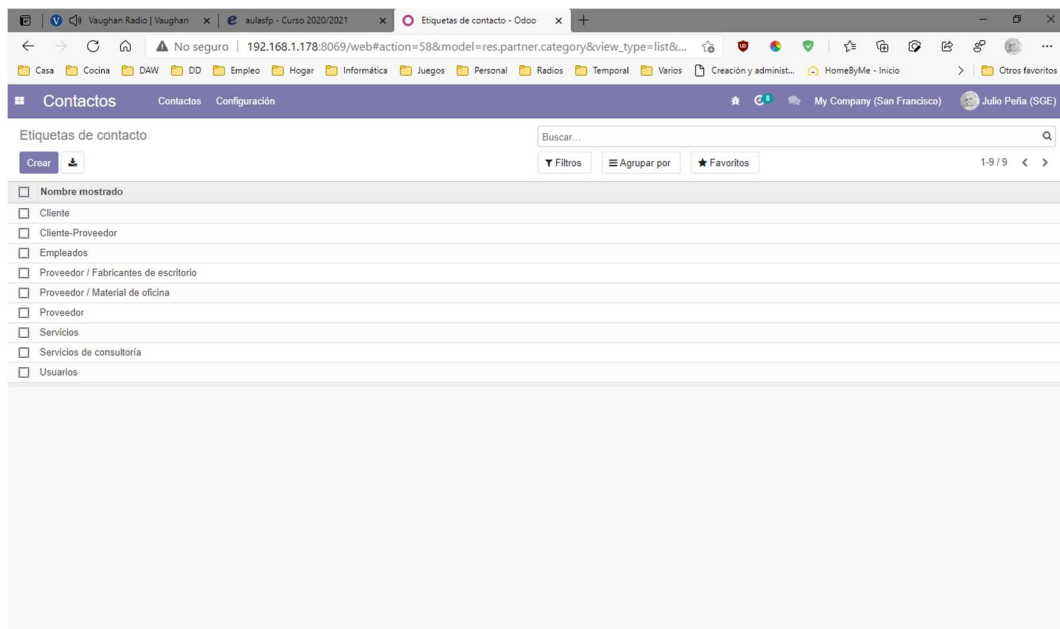 Vaughan Radio | Vaughan
aulasfp - Curso 2020/2021
Etiquetas de contacto - Odoo
No seguro
192.168.1.178:8069/web#action=58&model=res.partner.category&view_type=list&...
Casa Cocina DAW DD Empleo Hogar Informática Juegos Personal Radios Temporal Varios Creación y administ... HomeByMe - Inicio Otros favoritos
Contactos Contactos Configuración 8 My Company (San Francisco) Julio Peña (SGE)
Etiquetas de contacto Buscar...
Crear Filtros Agrupar por Favoritos 1-9 / 9
Nombre mostrado
Cliente
Cliente-Proveedor
Empleados
Proveedor / Fabricantes de escritorio
Proveedor / Material de oficina
Proveedor
Servicios
Servicios de consultoría
Usuarios